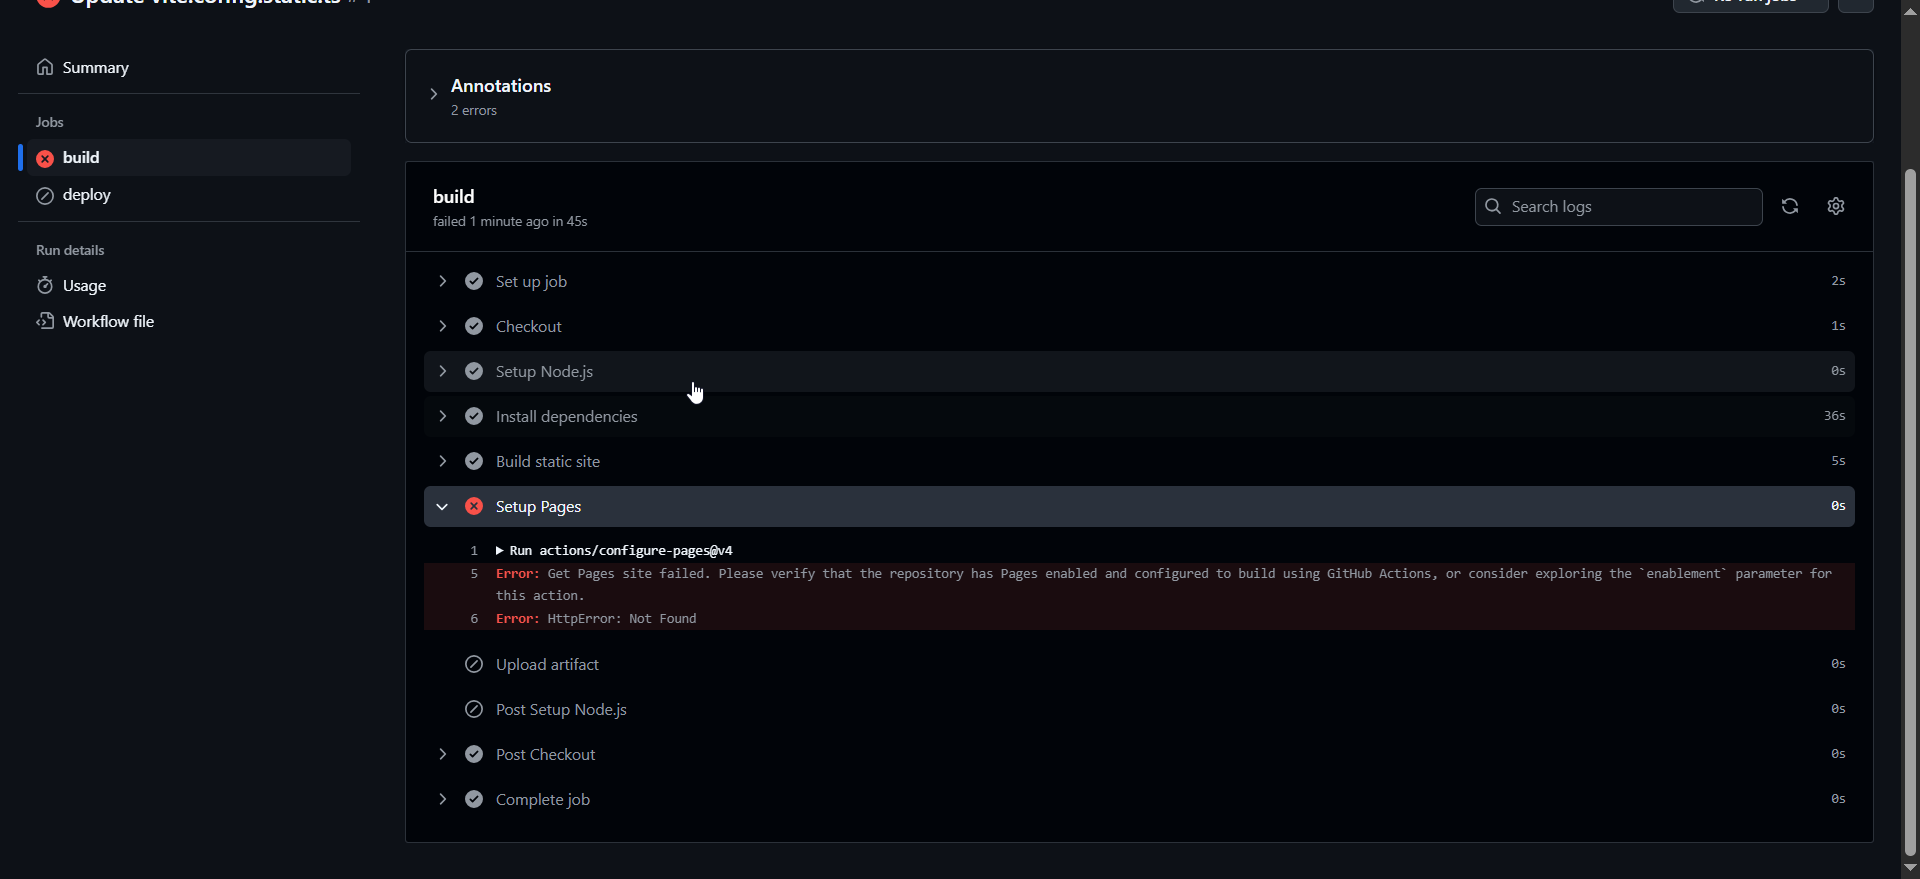 Summary
Jobs
build
deploy
Run details
Usage
Workflow file
Annotations
2 errors
build
failed 1 minute ago in 45s
Search logs
Set up job 2s
Checkout 1s
Setup Node.js 0s
Install dependencies 36s
Build static site 5s
Setup Pages 0s
1 Run actions/configure-pages@v4
5 Error: Get Pages site failed. Please verify that the repository has Pages enabled and configured to build using GitHub Actions, or consider exploring the `enablement` parameter for
this action.
6 Error: HttpError: Not Found
Upload artifact 0s
Post Setup Node.js 0s
Post Checkout 0s
Complete job 0s